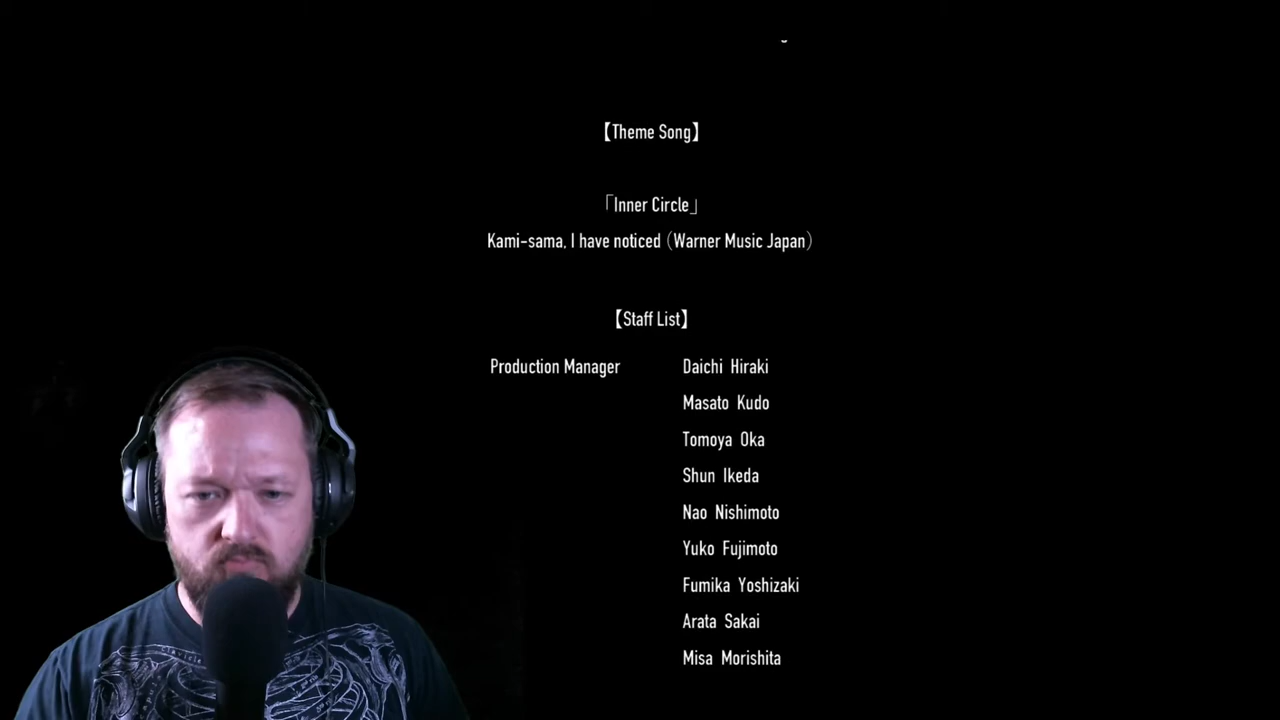 【Theme Song】
「Inner Circle」
Kami-sama, I have noticed（Warner Music Japan）
【Staff List】
Production Manager Daichi Hiraki
Masato Kudo
Tomoya Oka
Shun Ikeda
Nao Nishimoto
Yuko Fujimoto
Fumika Yoshizaki
Arata Sakai
Misa Morishita
Clavicle